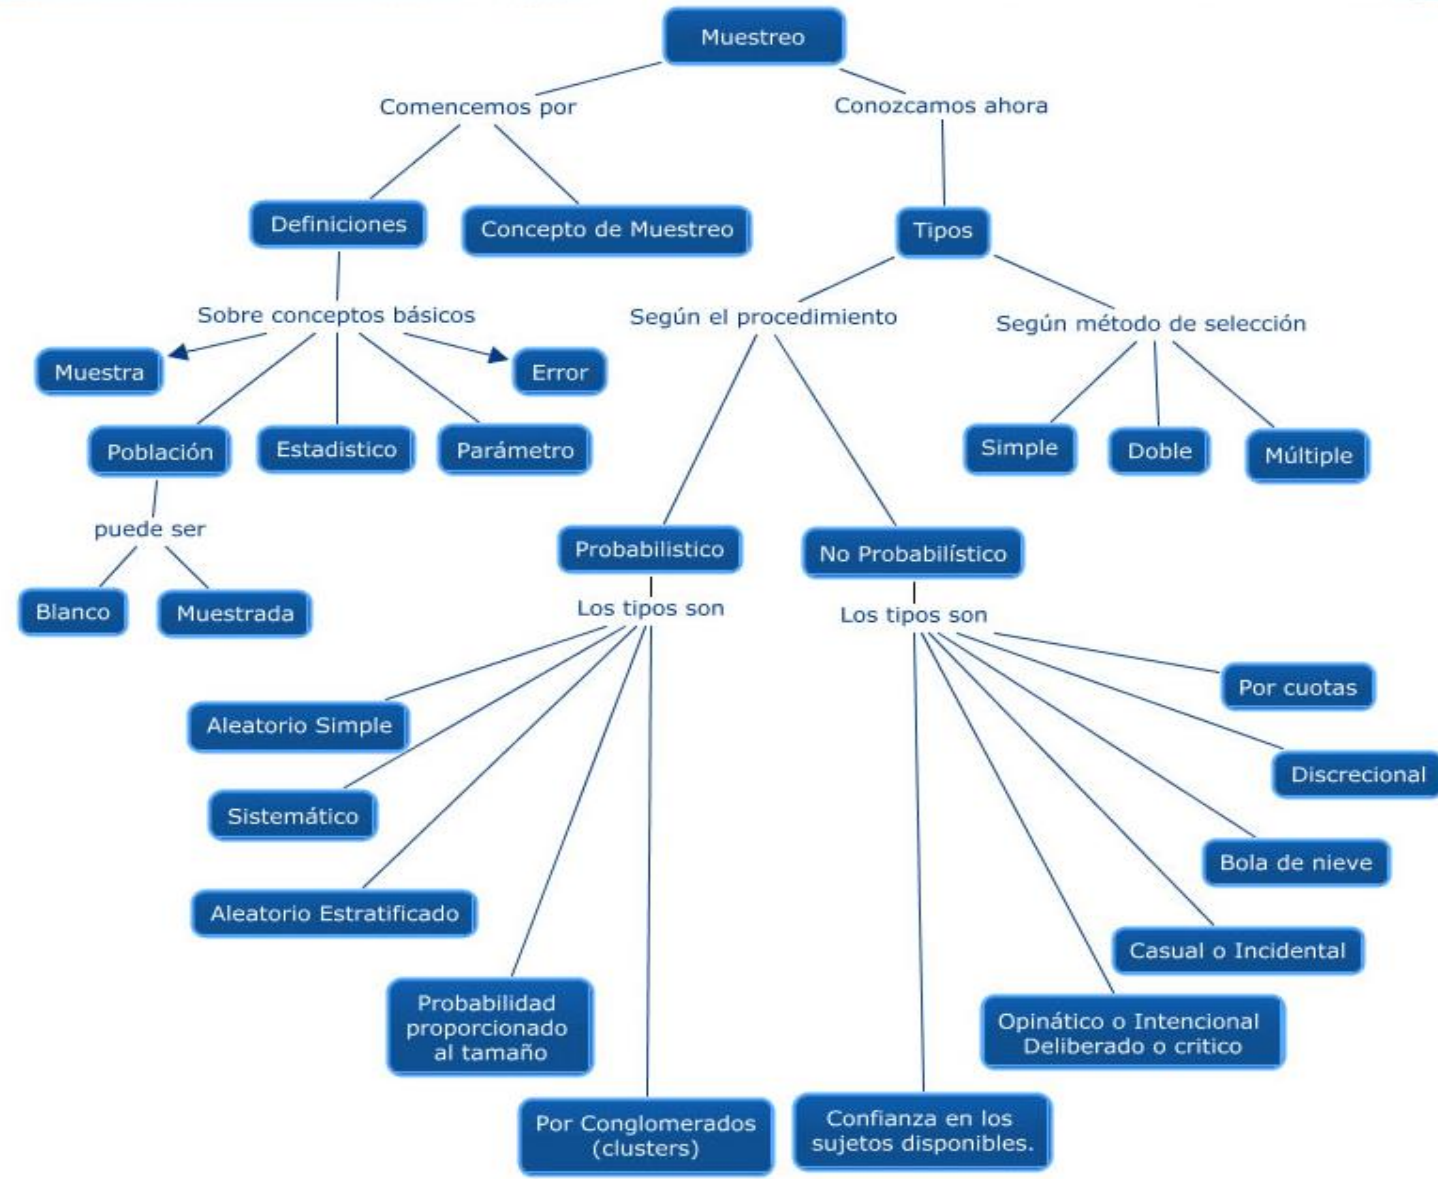 Muestreo
Comencemos por
Conozcamos ahora
Definiciones
Concepto de Muestreo
Tipos
Sobre conceptos básicos
Según el procedimiento
Según método de selección
Muestra
Error
Población
Estadistico
Parámetro
Simple
Doble
Múltiple
puede ser
Probabilistico
No Probabilístico
Blanco
Muestrada
Los tipos son
Los tipos son
Por cuotas
Aleatorio Simple
Discrecional
Sistemático
Bola de nieve
Aleatorio Estratificado
Casual o Incidental
Probabilidad
proporcionado
al tamaño
Opinático o Intencional
Deliberado o critico
Por Conglomerados
(clusters)
Confianza en los
sujetos disponibles.